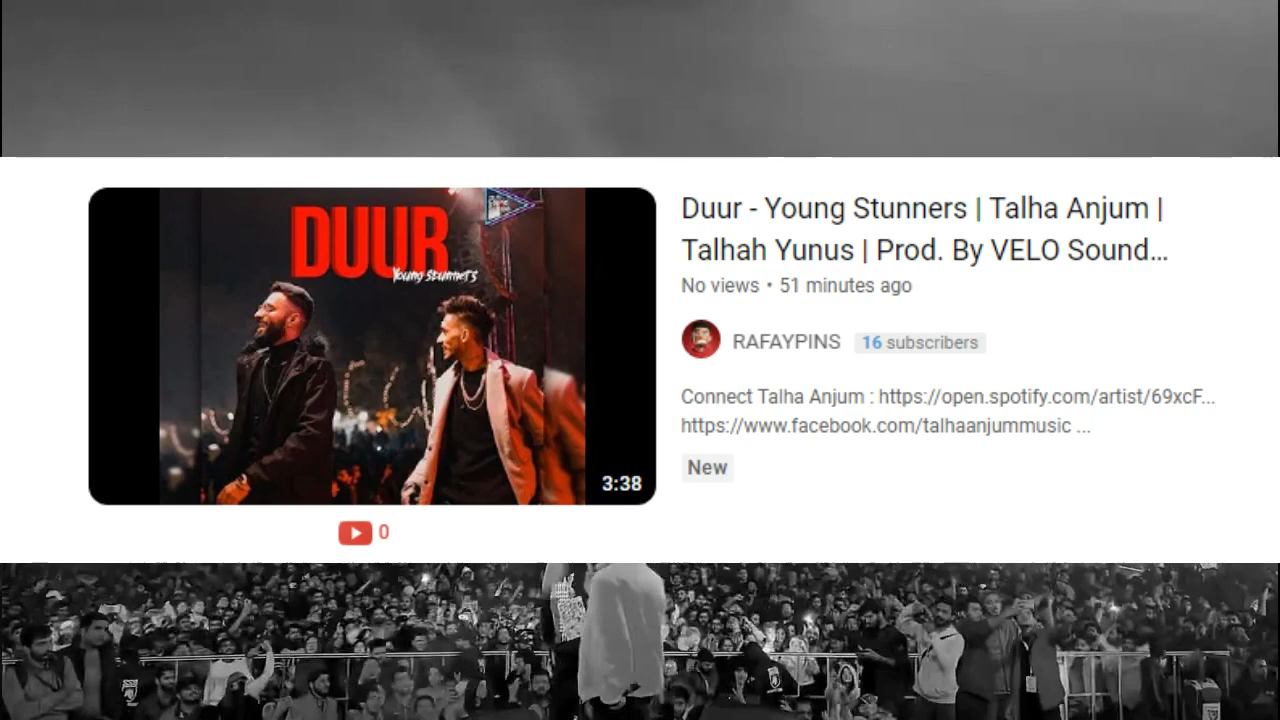 DUUR
Young Stunners
3:38
0
Duur - Young Stunners | Talha Anjum |
Talhah Yunus | Prod. By VELO Sound...
No views • 51 minutes ago
RAFAYPINS 16 subscribers
Connect Talha Anjum : https://open.spotify.com/artist/69xcF...
https://www.facebook.com/talhaanjummusic ...
New